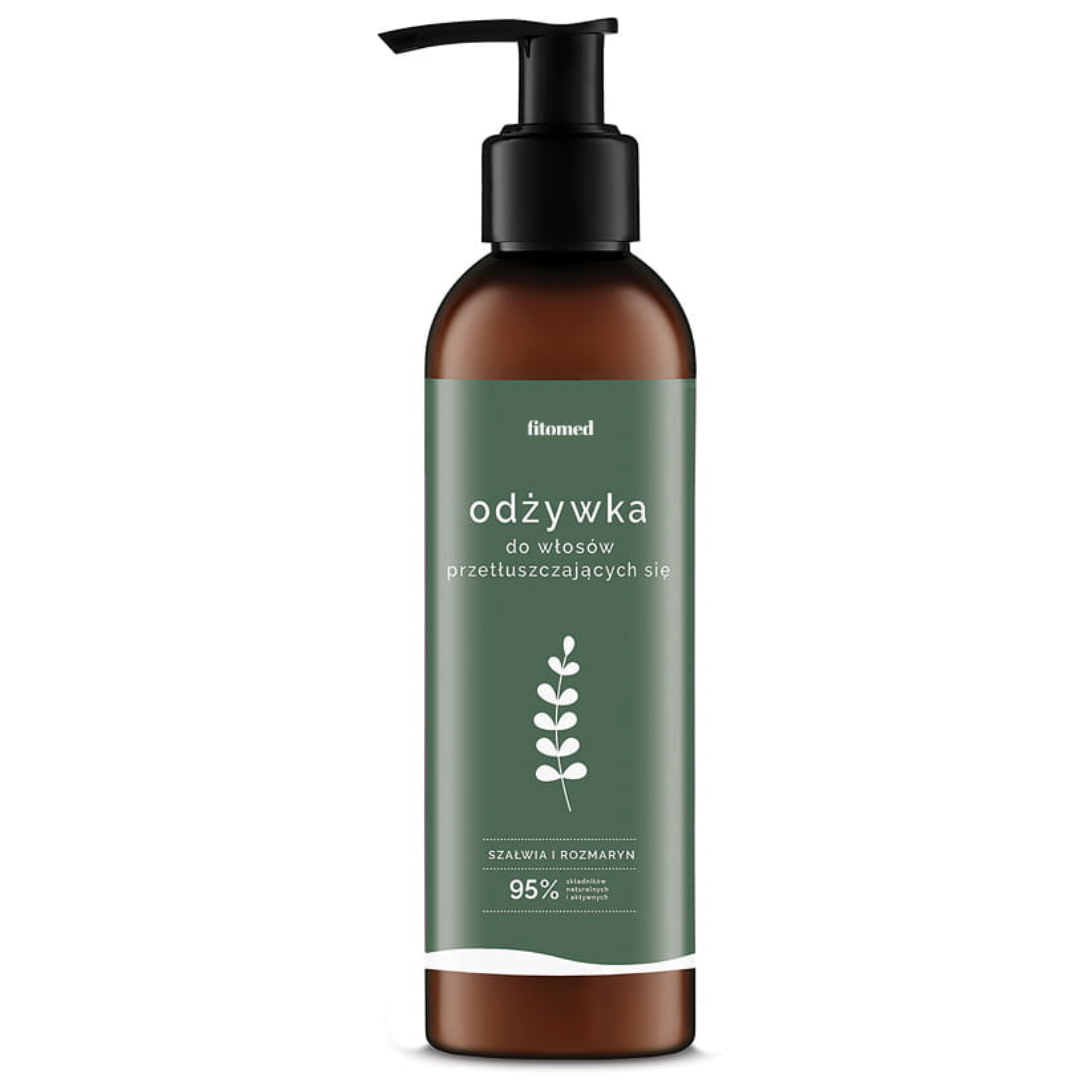 fitomed
odżywka
do włosów
przetłuszczających się
SZAŁWIA I ROZMARYN
95%
składników
naturalnych
i aktywnych